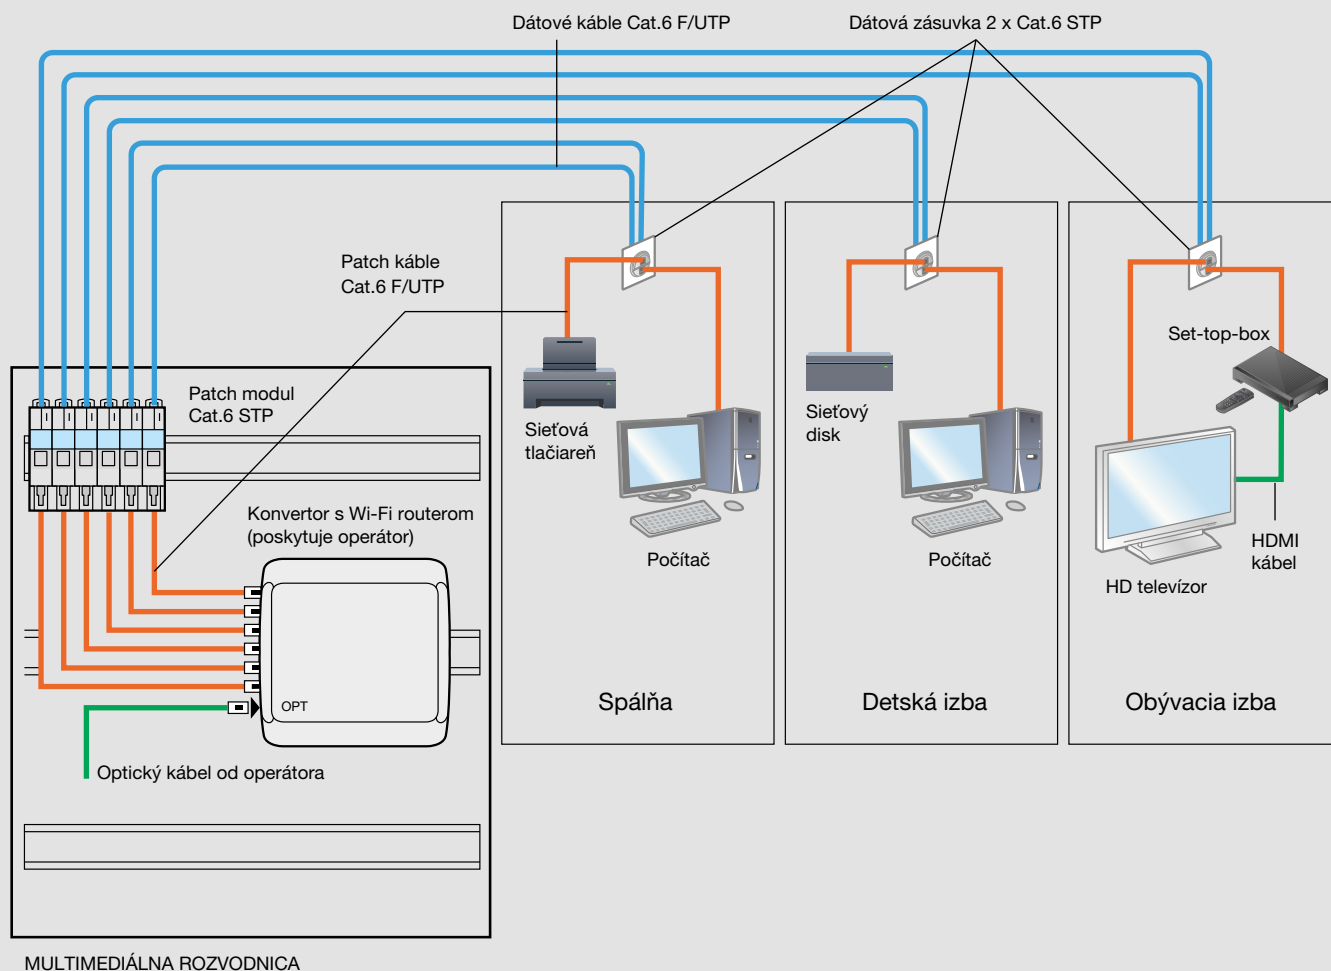 Dátové káble Cat.6 F/UTP
Dátová zásuvka 2 x Cat.6 STP
Patch káble
Cat.6 F/UTP
Set-top-box
Patch modul
Cat.6 STP
Sieťová
tlačiareň
Sieťový
disk
Konvertor s Wi-Fi routerom
(poskytuje operátor)
Počítač
Počítač
HDMI
kábel
HD televízor
OPT
Spálňa
Detská izba
Obývacia izba
Optický kábel od operátora
MULTIMEDIÁLNA ROZVODNICA